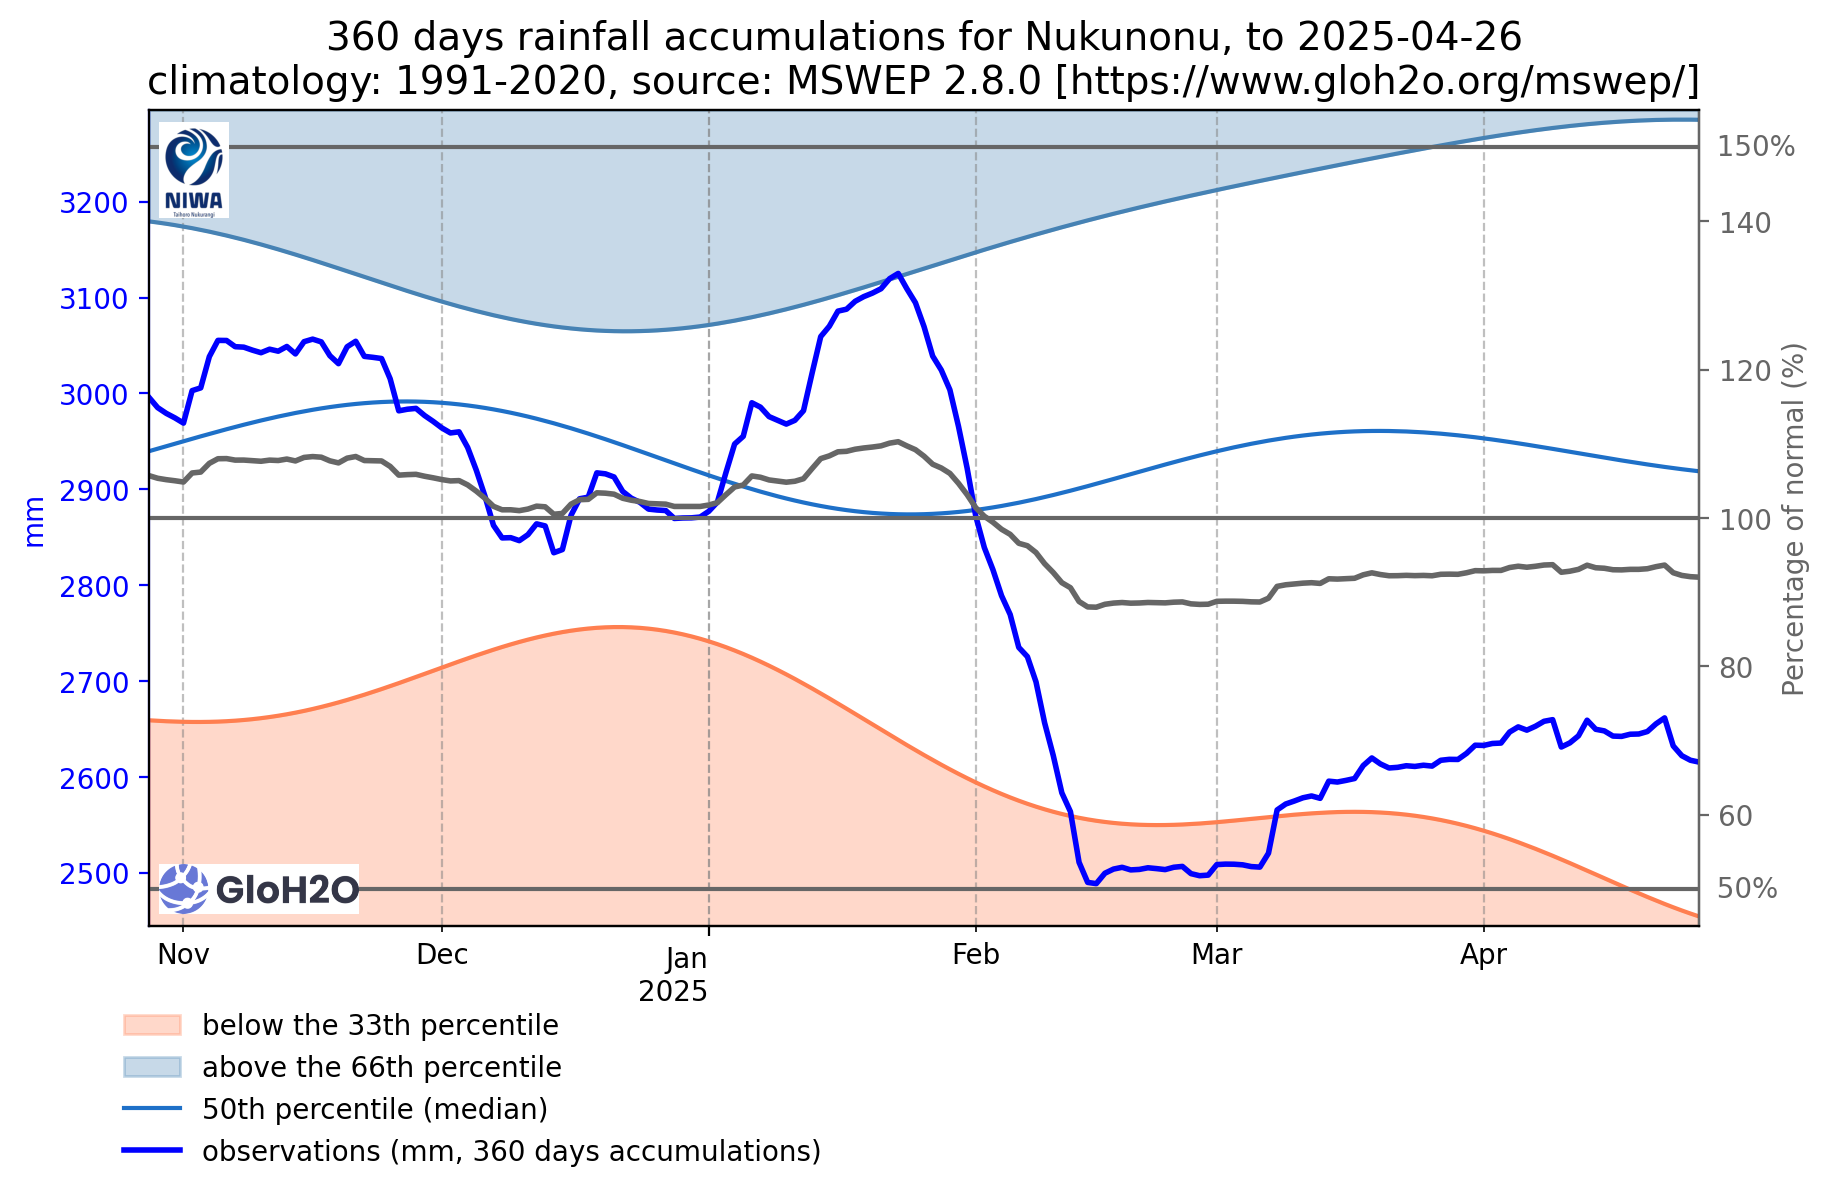 360 days rainfall accumulations for Nukunonu, to 2025-04-26
climatology: 1991-2020, source: MSWEP 2.8.0 [https://www.gloh2o.org/mswep/]
NIWA
Taihoro Nukurangi
3200
3100
3000
2900
2800
2700
2600
2500
mm
150%
140
120
100
80
60
50%
Percentage of normal (%)
GloH2O
Nov
Dec
Jan
2025
Feb
Mar
Apr
below the 33th percentile
above the 66th percentile
50th percentile (median)
observations (mm, 360 days accumulations)